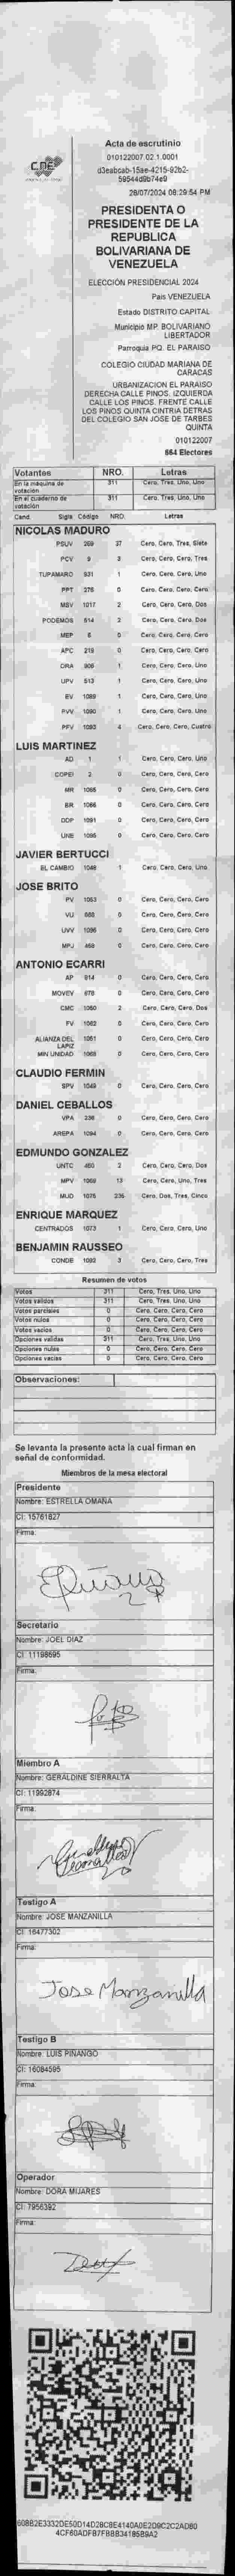 CNE
Acta de escrutinio
010122007.02.1.0001
d3eabcab-15ae-4215-92b2-
59544d9b74e9
28/07/2024 08:29:54 PM
PRESIDENTA O
PRESIDENTE DE LA
REPUBLICA
BOLIVARIANA DE
VENEZUELA
ELECCIÓN PRESIDENCIAL 2024
Pais VENEZUELA
Estado DISTRITO CAPITAL
Municipio MP. BOLIVARIANO
LIBERTADOR
Parroquia PQ. EL PARAISO
COLEGIO CIUDAD MARIANA DE
CARACAS
URBANIZACION EL PARAISO
DERECHA CALLE PINOS. IZQUIERDA
CALLE LOS PINOS. FRENTE CALLE
LOS PINOS QUINTA CINTRIA DETRAS
DEL COLEGIO SAN JOSE DE TARBES
QUINTA
010122007
864 Electores
Votantes NRO. Letras
En la maquina de votación 311 Cero, Tres, Uno, Uno
En el cuaderno de votación 311 Cero, Tres, Uno, Uno
Cand. Sigla Código NRO. Letras
NICOLAS MADURO
PSUV 269 37 Cero, Cero, Tres, Siete
PCV 9 3 Cero, Cero, Cero, Tres
TUPAMARO 531 1 Cero, Cero, Cero, Uno
PPT 376 0 Cero, Cero, Cero, Cero
MSV 1017 2 Cero, Cero, Cero, Dos
PODEMOS 514 2 Cero, Cero, Cero, Dos
MEP 6 0 Cero, Cero, Cero, Cero
APC 219 0 Cero, Cero, Cero, Cero
ORA 906 1 Cero, Cero, Cero, Uno
UPV 513 1 Cero, Cero, Cero, Uno
EV 1089 1 Cero, Cero, Cero, Uno
PVV 1090 1 Cero, Cero, Cero, Uno
PFV 1093 4 Cero, Cero, Cero, Cuatro
LUIS MARTINEZ
AD 1 1 Cero, Cero, Cero, Uno
COPEI 2 0 Cero, Cero, Cero, Cero
MR 1065 0 Cero, Cero, Cero, Cero
BR 1066 0 Cero, Cero, Cero, Cero
DDP 1091 0 Cero, Cero, Cero, Cero
UNE 1095 0 Cero, Cero, Cero, Cero
JAVIER BERTUCCI
EL CAMBIO 1048 1 Cero, Cero, Cero, Uno
JOSE BRITO
PV 1053 0 Cero, Cero, Cero, Cero
VU 688 0 Cero, Cero, Cero, Cero
UVV 1096 0 Cero, Cero, Cero, Cero
MPJ 458 0 Cero, Cero, Cero, Cero
ANTONIO ECARRI
AP 914 0 Cero, Cero, Cero, Cero
MOVEV 978 0 Cero, Cero, Cero, Cero
CMC 1050 2 Cero, Cero, Cero, Dos
FV 1052 0 Cero, Cero, Cero, Cero
ALIANZA DEL LAPIZ 1051 0 Cero, Cero, Cero, Cero
MIN UNIDAD 1068 0 Cero, Cero, Cero, Cero
CLAUDIO FERMIN
SPV 1049 0 Cero, Cero, Cero, Cero
DANIEL CEBALLOS
VPA 236 0 Cero, Cero, Cero, Cero
AREPA 1094 0 Cero, Cero, Cero, Cero
EDMUNDO GONZALEZ
UNTC 460 2 Cero, Cero, Cero, Dos
MPV 1008 13 Cero, Cero, Uno, Tres
MUD 1076 235 Cero, Dos, Tres, Cinco
ENRIQUE MARQUEZ
CENTRADOS 1073 1 Cero, Cero, Cero, Uno
BENJAMIN RAUSSEO
CONDE 1092 3 Cero, Cero, Cero, Tres
Resumen de votos
Votos 311 Cero, Tres, Uno, Uno
Votos validos 311 Cero, Tres, Uno, Uno
Votos parciales 0 Cero, Cero, Cero, Cero
Votos nulos 0 Cero, Cero, Cero, Cero
Votos vacios 0 Cero, Cero, Cero, Cero
Opciones validas 311 Cero, Tres, Uno, Uno
Opciones nulas 0 Cero, Cero, Cero, Cero
Opciones vacias 0 Cero, Cero, Cero, Cero
Observaciones:
Se levanta la presente acta la cual firman en
señal de conformidad.
Miembros de la mesa electoral
Presidente
Nombre: ESTRELLA OMAÑA
CI: 15761827
Firma:
Secretario
Nombre: JOEL DIAZ
CI: 11198695
Firma:
Miembro A
Nombre: GERALDINE SIERRALTA
CI: 11992874
Firma:
Testigo A
Nombre: JOSE MANZANILLA
CI: 16477302
Firma:
Jose Manzanilla
Testigo B
Nombre: LUIS PIÑANGO
CI: 16084595
Firma:
Operador
Nombre: DORA MIJARES
CI: 7956392
Firma:
608B2E3332DE50D14D28C8E4140A0E2D9C2C2AD80
4CF60ADFB7FBBB34185B9A2